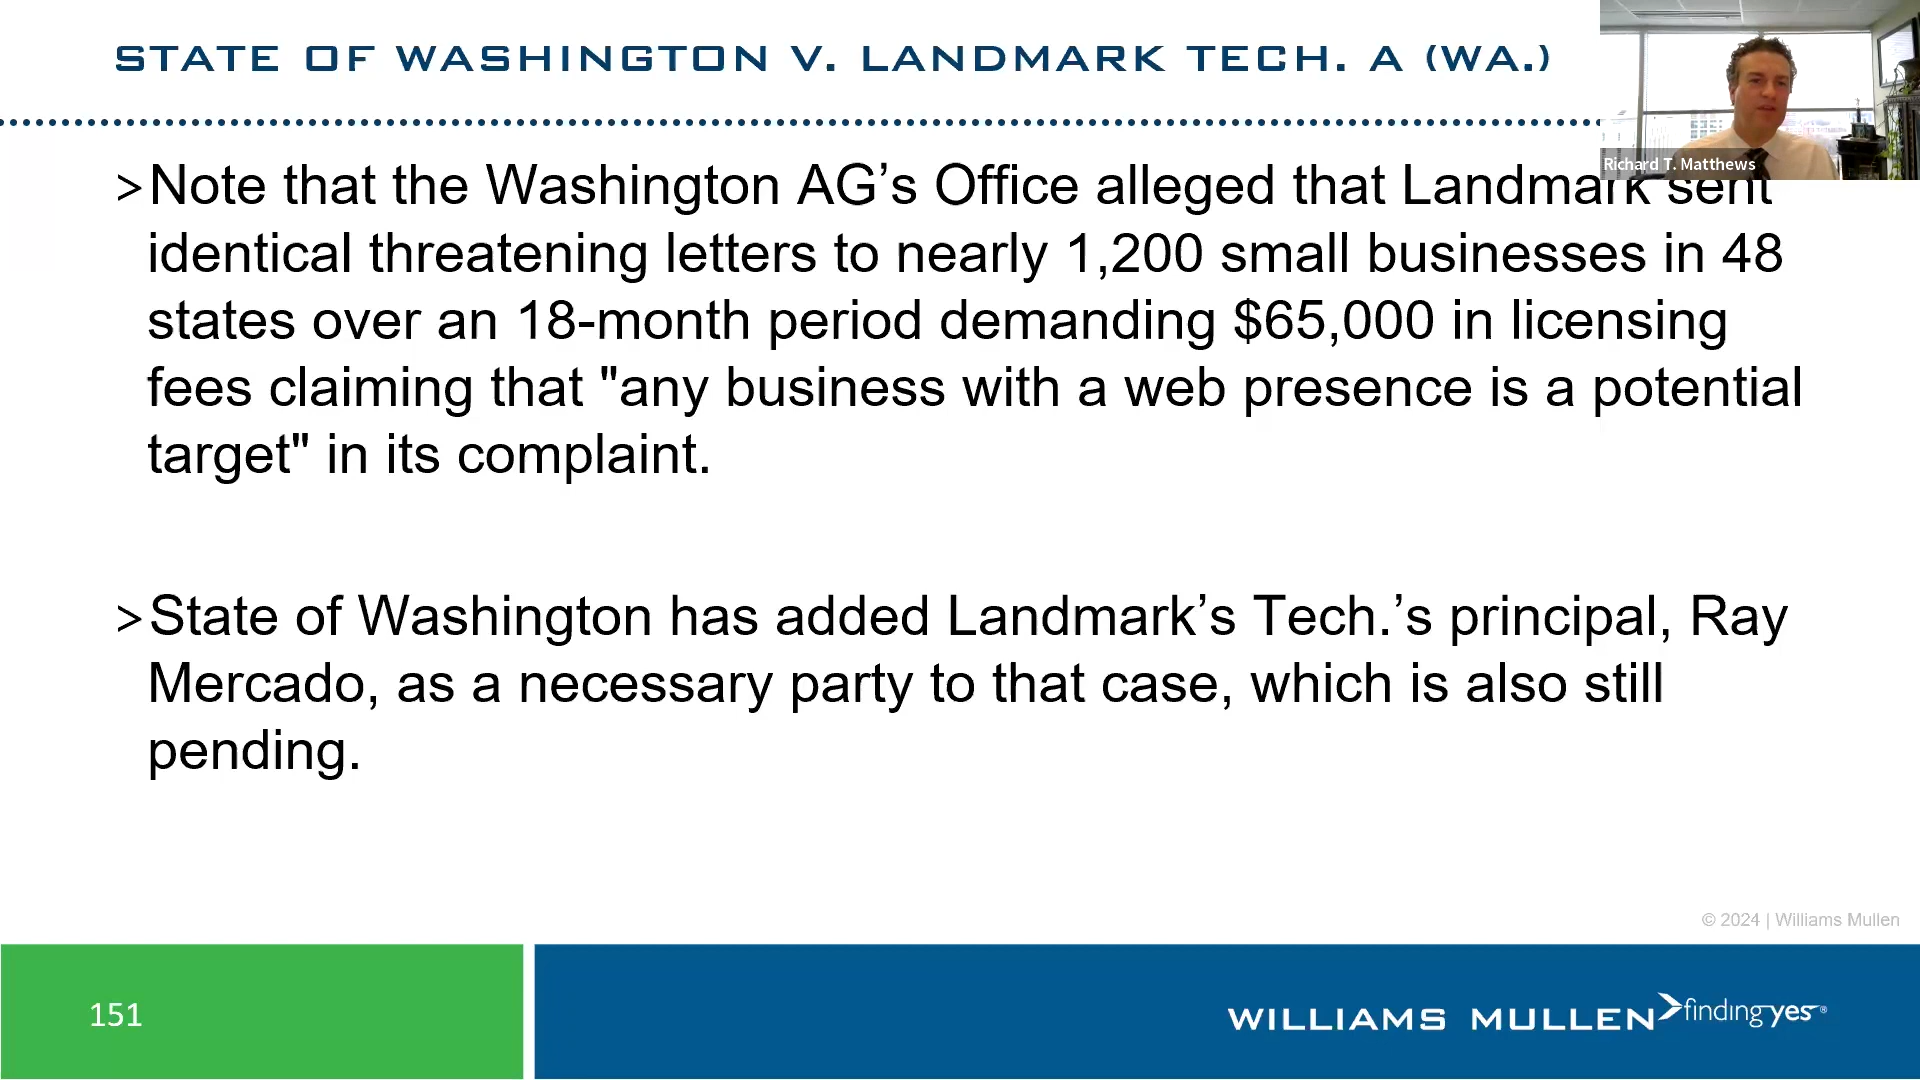 STATE OF WASHINGTON V. LANDMARK TECH. A (WA.)
Richard T. Matthews
>Note that the Washington AG’s Office alleged that Landmark sent
identical threatening letters to nearly 1,200 small businesses in 48
states over an 18-month period demanding $65,000 in licensing
fees claiming that "any business with a web presence is a potential
target" in its complaint.
>State of Washington has added Landmark’s Tech.’s principal, Ray
Mercado, as a necessary party to that case, which is also still
pending.
© 2024 | Williams Mullen
151
WILLIAMS MULLEN findingyes®